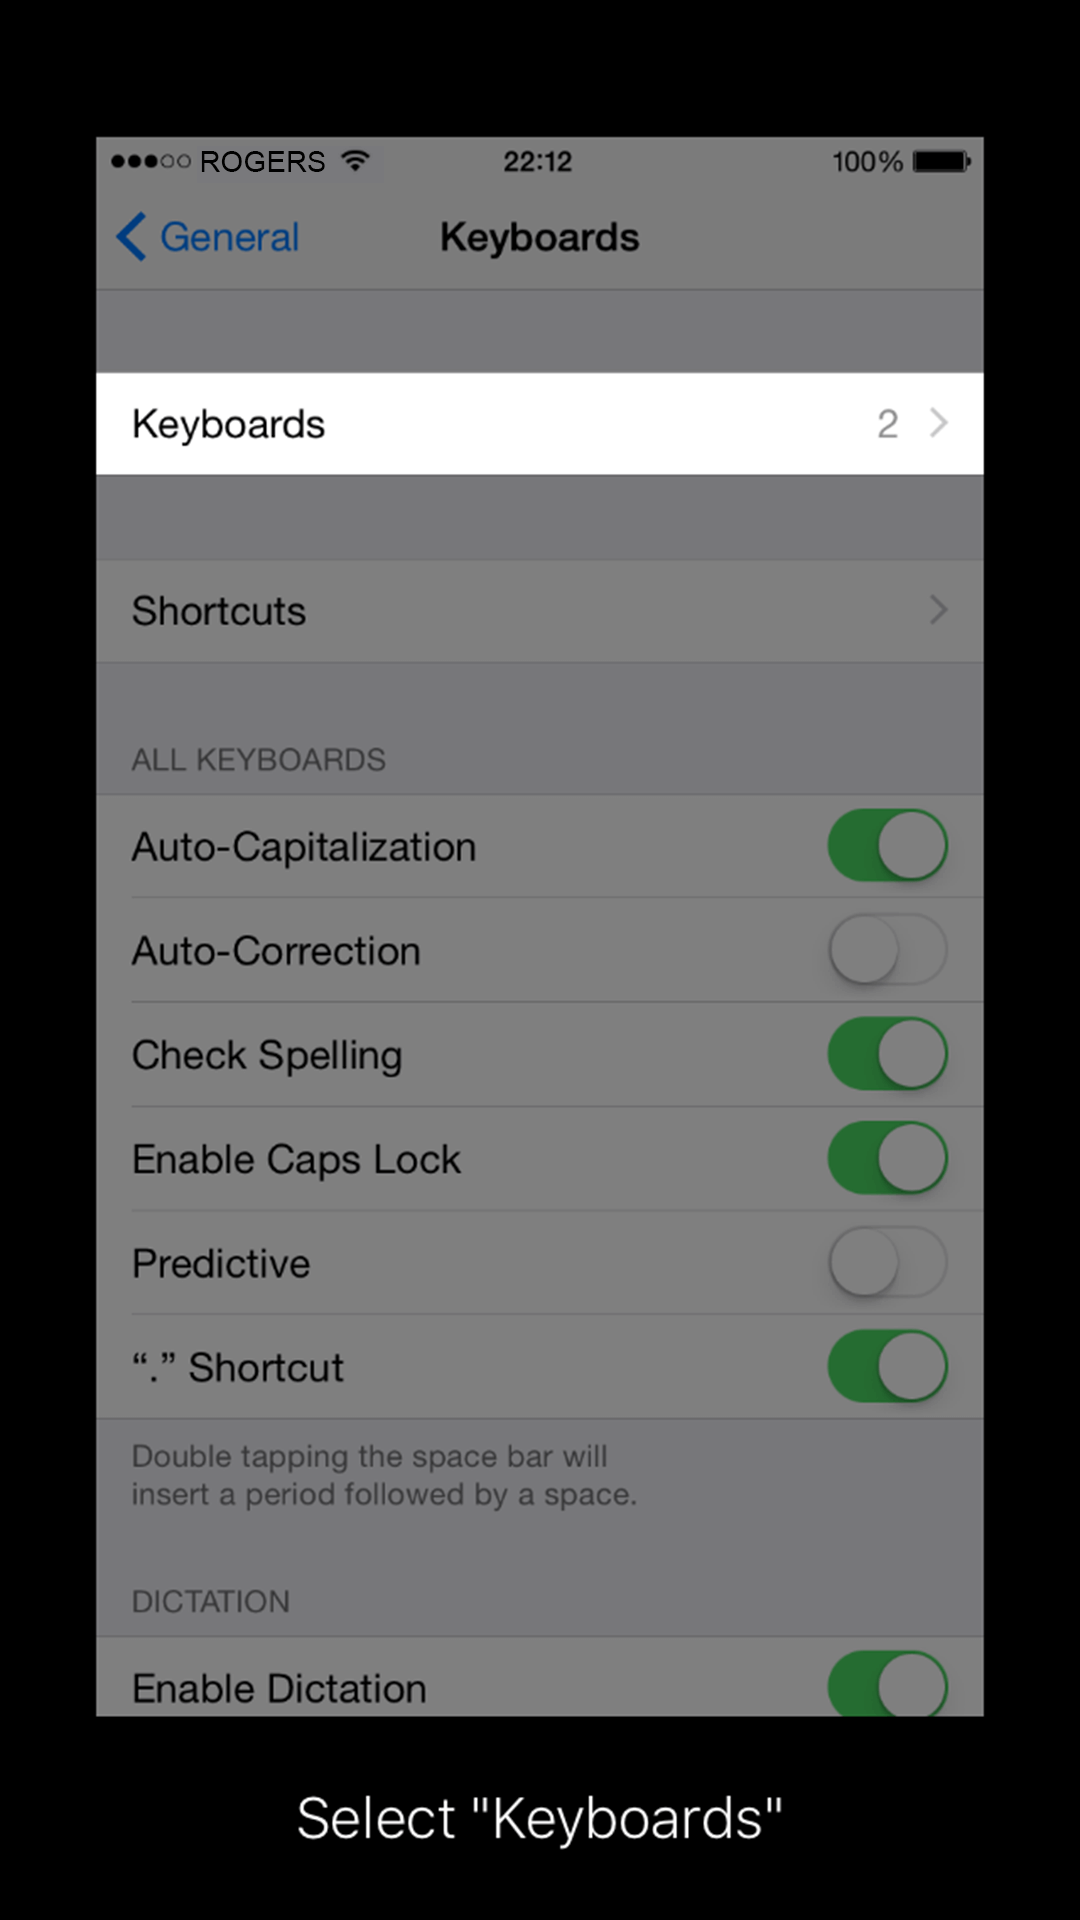 ROGERS 22:12 100%
General Keyboards
Keyboards 2
Shortcuts
ALL KEYBOARDS
Auto-Capitalization
Auto-Correction
Check Spelling
Enable Caps Lock
Predictive
“.” Shortcut
Double tapping the space bar will
insert a period followed by a space.
DICTATION
Enable Dictation
Select "Keyboards"